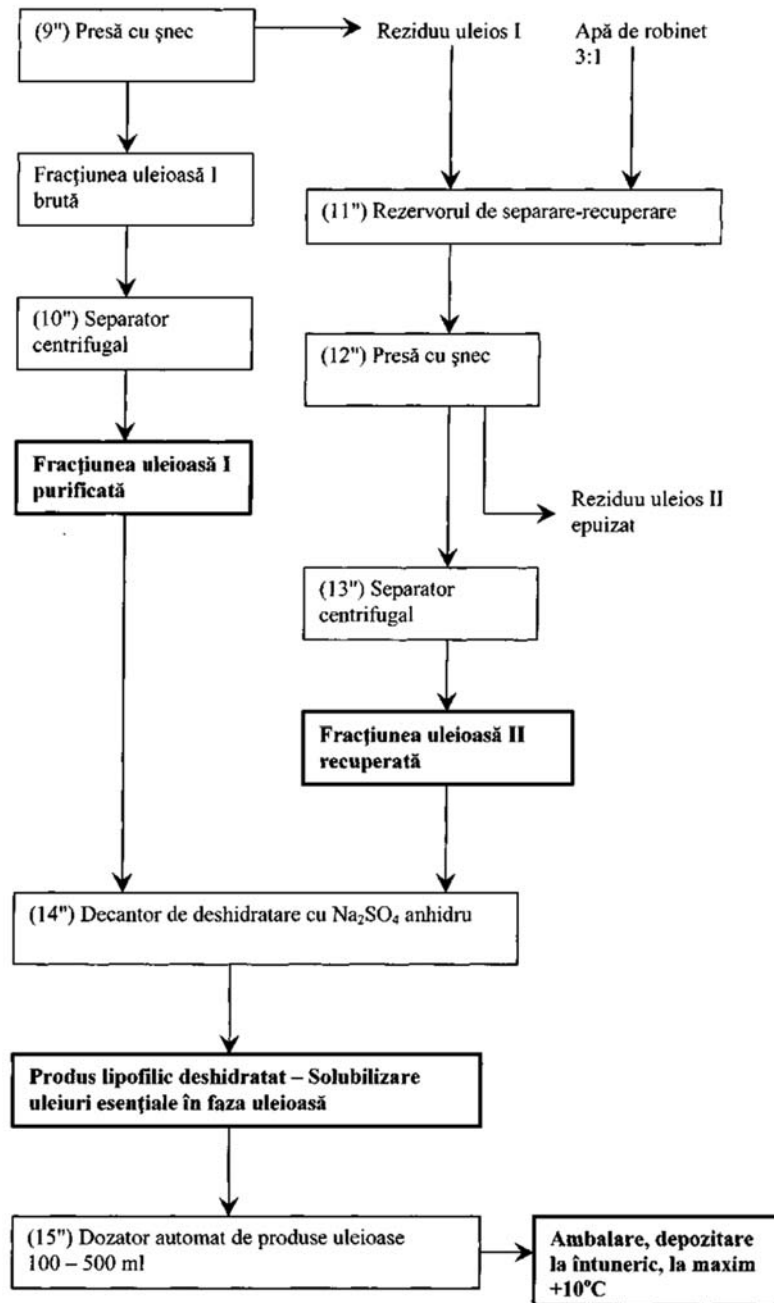 (9") Presă cu şnec
Reziduu uleios I
Apă de robinet
3:1
Fracţiunea uleioasă I
brută
(11") Rezervorul de separare-recuperare
(10") Separator
centrifugal
(12") Presă cu şnec
Fracţiunea uleioasă I
purificată
Reziduu uleios II
epuizat
(13") Separator
centrifugal
Fracţiunea uleioasă II
recuperată
(14") Decantor de deshidratare cu Na₂SO₄ anhidru
Produs lipofilic deshidratat – Solubilizare
uleiuri esenţiale în faza uleioasă
(15") Dozator automat de produse uleioase
100 – 500 ml
Ambalare, depozitare
la întuneric, la maxim
+10°C